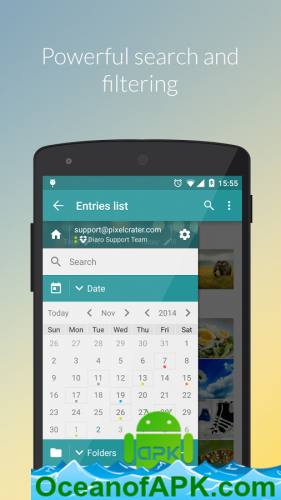 Powerful search and
filtering
15:55
Entries list
support@pixelcrater.com
Diaro Support Team
Search
Date
Today < Nov > < 2014 >
Sun Mon Tue Wed Thu Fri Sat
26 27 28 29 30 31 1
2 3 4 5 6 7 8
9 10 11 12 13 14 15
16 17 18 19 20 21 22
23 24 25 26 27 28 29
30 1 2 3 4 5 6
Folders
apk
OceanofAPK.com